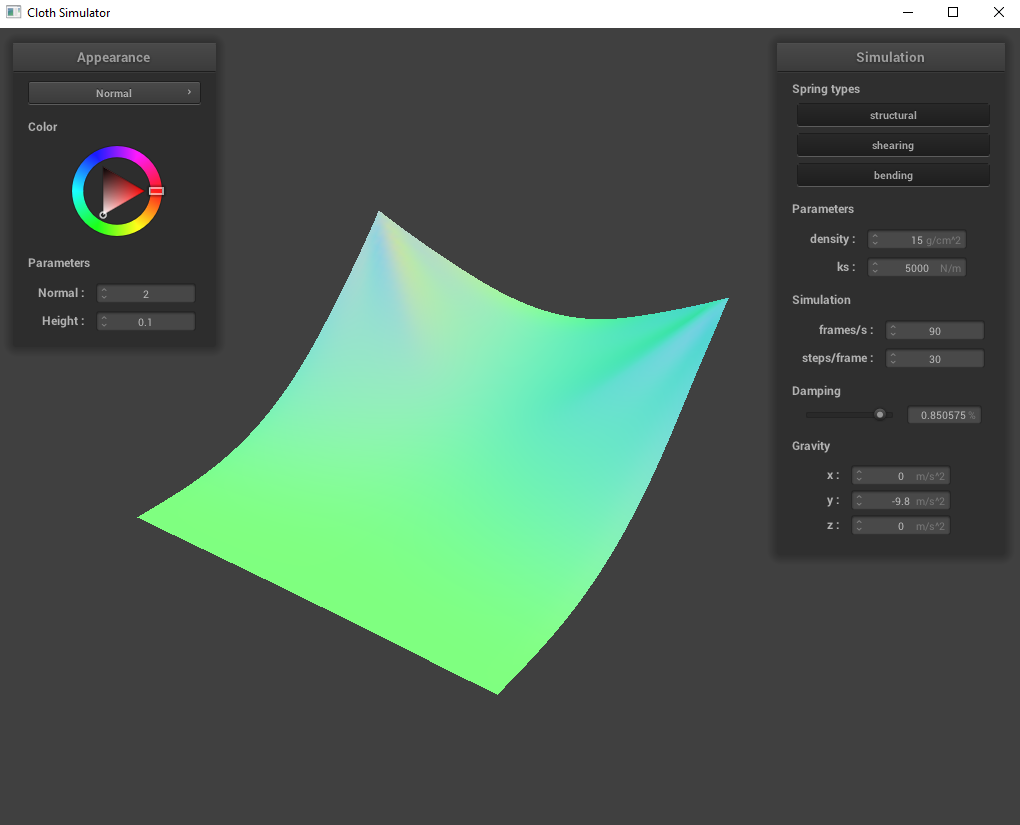 Cloth Simulator
Appearance
Normal ›
Color
Parameters
Normal : 2
Height : 0.1
Simulation
Spring types
structural
shearing
bending
Parameters
density : 15 g/cm^2
ks : 5000 N/m
Simulation
frames/s : 90
steps/frame : 30
Damping
0.850575 %
Gravity
x : 0 m/s^2
y : -9.8 m/s^2
z : 0 m/s^2